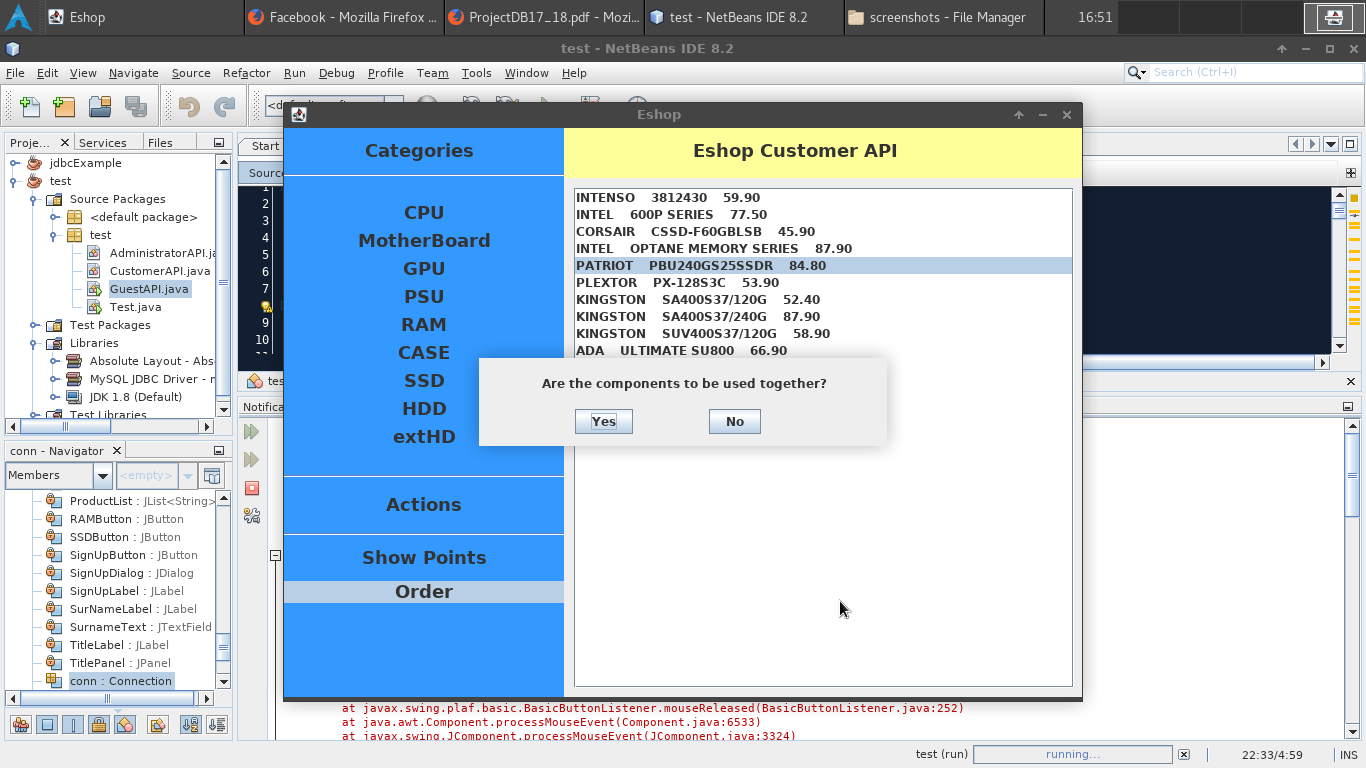 Eshop
Facebook - Mozilla Firefox ...
ProjectDB17_18.pdf - Mozi...
test - NetBeans IDE 8.2
screenshots - File Manager
16:51
test - NetBeans IDE 8.2
File Edit View Navigate Source Refactor Run Debug Profile Team Tools Window Help
Search (Ctrl+I)
Proje... Services Files
jdbcExample
test
Source Packages
<default package>
test
AdministratorAPI.ja
CustomerAPI.java
GuestAPI.java
Test.java
Test Packages
Libraries
Absolute Layout - Abs
MySQL JDBC Driver - m
JDK 1.8 (Default)
Test Libraries
conn - Navigator
Members
<empty>
ProductList : JList<String>
RAMButton : JButton
SSDButton : JButton
SignUpButton : JButton
SignUpDialog : JDialog
SignUpLabel : JLabel
SurNameLabel : JLabel
SurnameText : JTextField
TitleLabel : JLabel
TitlePanel : JPanel
conn : Connection
Start
Source
1
2
3
4
5
6
7
9
10
11
tes
Notifica
Eshop
Categories
CPU
MotherBoard
GPU
PSU
RAM
CASE
SSD
HDD
extHD
Actions
Show Points
Order
Eshop Customer API
INTENSO 3812430 59.90
INTEL 600P SERIES 77.50
CORSAIR CSSD-F60GBLSB 45.90
INTEL OPTANE MEMORY SERIES 87.90
PATRIOT PBU240GS25SSDR 84.80
PLEXTOR PX-128S3C 53.90
KINGSTON SA400S37/120G 52.40
KINGSTON SA400S37/240G 87.90
KINGSTON SUV400S37/120G 58.90
ADA ULTIMATE SU800 66.90
Are the components to be used together?
Yes No
at javax.swing.plaf.basic.BasicButtonListener.mouseReleased(BasicButtonListener.java:252)
at java.awt.Component.processMouseEvent(Component.java:6533)
at javax.swing.JComponent.processMouseEvent(JComponent.java:3324)
test (run)
running...
22:33/4:59
INS